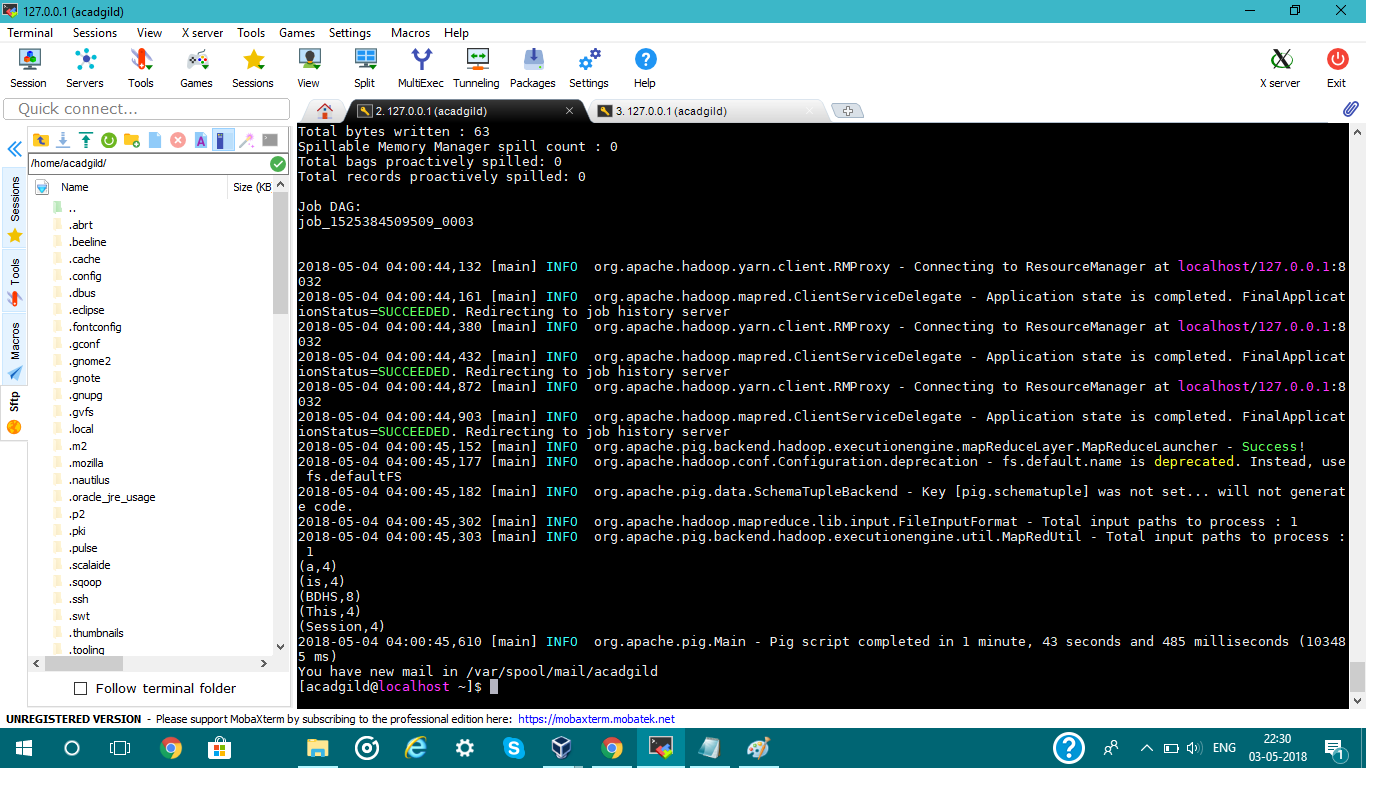 127.0.0.1 (acadgild)
Terminal Sessions View X server Tools Games Settings Macros Help
Session Servers Tools Games Sessions View Split MultiExec Tunneling Packages Settings Help X server Exit
Quick connect...
2. 127.0.0.1 (acadgild)
3. 127.0.0.1 (acadgild)
/home/acadgild/
Name Size (KB
..
.abrt
.beeline
.cache
.config
.dbus
.eclipse
.fontconfig
.gconf
.gnome2
.gnote
.gnupg
.gvfs
.local
.m2
.mozilla
.nautilus
.oracle_jre_usage
.p2
.pki
.pulse
.scalaide
.sqoop
.ssh
.swt
.thumbnails
.tooling
Follow terminal folder
Sessions
Tools
Macros
Sftp
Total bytes written : 63
Spillable Memory Manager spill count : 0
Total bags proactively spilled: 0
Total records proactively spilled: 0
Job DAG:
job_1525384509509_0003
2018-05-04 04:00:44,132 [main] INFO  org.apache.hadoop.yarn.client.RMProxy - Connecting to ResourceManager at localhost/127.0.0.1:8
032
2018-05-04 04:00:44,161 [main] INFO  org.apache.hadoop.mapred.ClientServiceDelegate - Application state is completed. FinalApplicat
ionStatus=SUCCEEDED. Redirecting to job history server
2018-05-04 04:00:44,380 [main] INFO  org.apache.hadoop.yarn.client.RMProxy - Connecting to ResourceManager at localhost/127.0.0.1:8
032
2018-05-04 04:00:44,432 [main] INFO  org.apache.hadoop.mapred.ClientServiceDelegate - Application state is completed. FinalApplicat
ionStatus=SUCCEEDED. Redirecting to job history server
2018-05-04 04:00:44,872 [main] INFO  org.apache.hadoop.yarn.client.RMProxy - Connecting to ResourceManager at localhost/127.0.0.1:8
032
2018-05-04 04:00:44,903 [main] INFO  org.apache.hadoop.mapred.ClientServiceDelegate - Application state is completed. FinalApplicat
ionStatus=SUCCEEDED. Redirecting to job history server
2018-05-04 04:00:45,152 [main] INFO  org.apache.pig.backend.hadoop.executionengine.mapReduceLayer.MapReduceLauncher - Success!
2018-05-04 04:00:45,177 [main] INFO  org.apache.hadoop.conf.Configuration.deprecation - fs.default.name is deprecated. Instead, use
fs.defaultFS
2018-05-04 04:00:45,182 [main] INFO  org.apache.pig.data.SchemaTupleBackend - Key [pig.schematuple] was not set... will not generat
e code.
2018-05-04 04:00:45,302 [main] INFO  org.apache.hadoop.mapreduce.lib.input.FileInputFormat - Total input paths to process : 1
2018-05-04 04:00:45,303 [main] INFO  org.apache.pig.backend.hadoop.executionengine.util.MapRedUtil - Total input paths to process :
1
(a,4)
(is,4)
(BDHS,8)
(This,4)
(Session,4)
2018-05-04 04:00:45,610 [main] INFO  org.apache.pig.Main - Pig script completed in 1 minute, 43 seconds and 485 milliseconds (10348
5 ms)
You have new mail in /var/spool/mail/acadgild
[acadgild@localhost ~]$
UNREGISTERED VERSION - Please support MobaXterm by subscribing to the professional edition here: https://mobaxterm.mobatek.net
ENG
22:30
03-05-2018
1